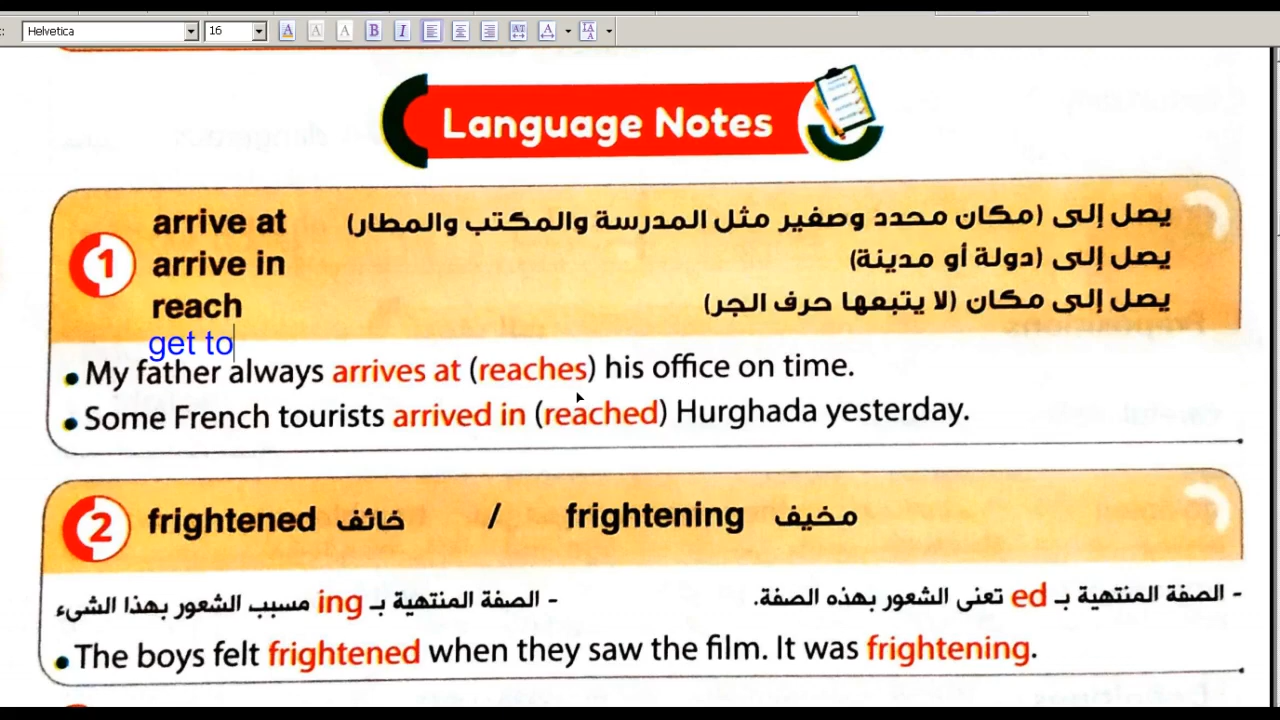 Helvetica 16
Language Notes
1
arrive at يصل إلى (مكان محدد وصغير مثل المدرسة والمكتب والمطار)
arrive in يصل إلى (دولة أو مدينة)
reach يصل إلى مكان (لا يتبعها حرف الجر)
get to
• My father always arrives at (reaches) his office on time.
• Some French tourists arrived in (reached) Hurghada yesterday.
2 frightened خائف / frightening مخيف
- الصفة المنتهية بـ ed تعنى الشعور بهذه الصفة.
- الصفة المنتهية بـ ing مسبب الشعور بهذا الشىء
• The boys felt frightened when they saw the film. It was frightening.